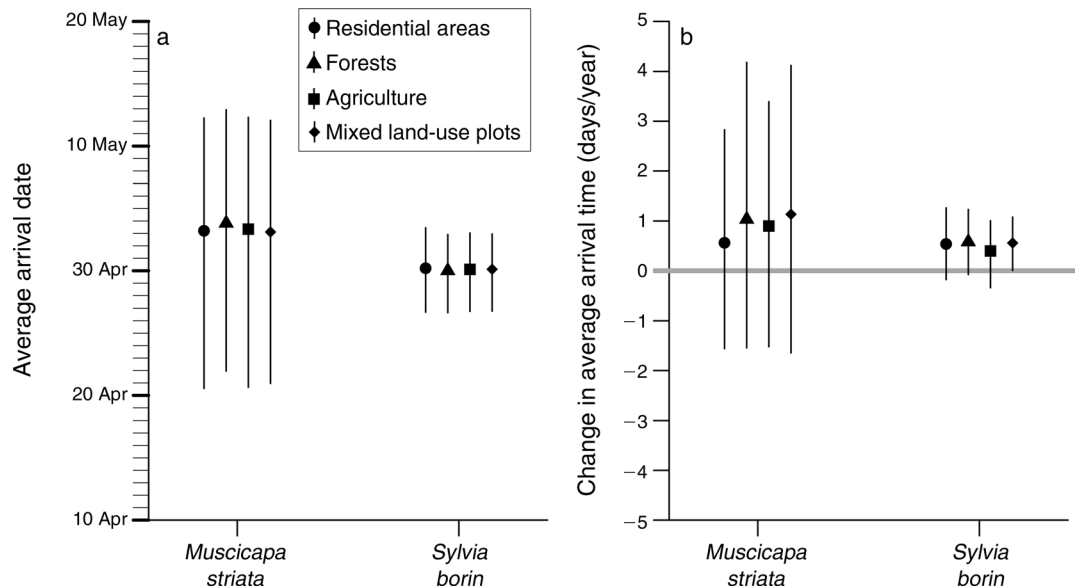 a
Residential areas
Forests
Agriculture
Mixed land-use plots
Average arrival date
20 May
10 May
30 Apr
20 Apr
10 Apr
Muscicapa
striata
Sylvia
borin
b
Change in average arrival time (days/year)
5
4
3
2
1
0
−1
−2
−3
−4
−5
Muscicapa
striata
Sylvia
borin